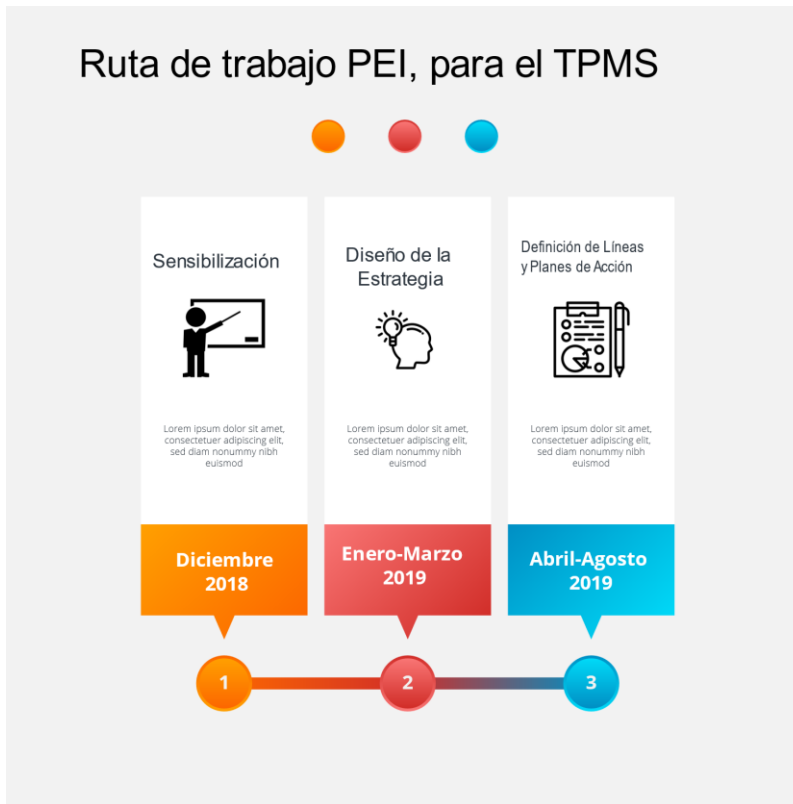 Ruta de trabajo PEI, para el TPMS
Sensibilización
Lorem ipsum dolor sit amet,
consectetuer adipiscing elit,
sed diam nonummy nibh
euismod
Diciembre
2018
1
Diseño de la
Estrategia
Lorem ipsum dolor sit amet,
consectetuer adipiscing elit,
sed diam nonummy nibh
euismod
Enero-Marzo
2019
2
Definición de Líneas
y Planes de Acción
Lorem ipsum dolor sit amet,
consectetuer adipiscing elit,
sed diam nonummy nibh
euismod
Abril-Agosto
2019
3